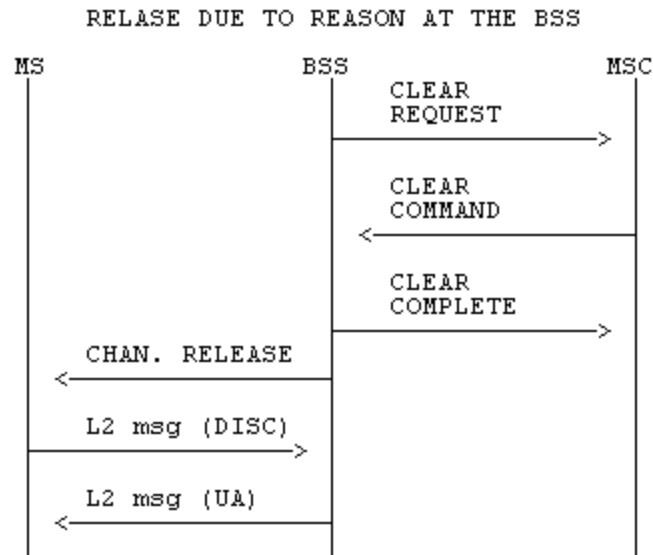 RELASE DUE TO REASON AT THE BSS
MS BSS MSC
CLEAR
REQUEST
CLEAR
COMMAND
CLEAR
COMPLETE
CHAN. RELEASE
L2 msg (DISC)
L2 msg (UA)